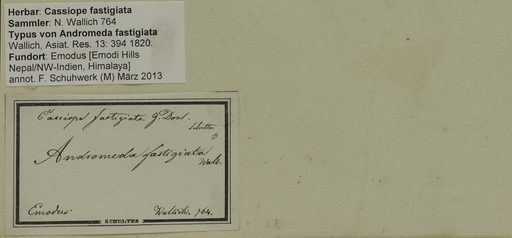 Herbar: Cassiope fastigiata
Sammler: N. Wallich 764
Typus von Andromeda fastigiata
Wallich, Asiat. Res. 13: 394 1820.
Fundort: Emodus [Emodi Hills
Nepal/NW-Indien, Himalaya]
annot. F. Schuhwerk (M) März 2013
Cassiope fastigiata G. Don.
Andromeda fastigiata
Wall.
Emodus Wallich. 764.
SCHULTES